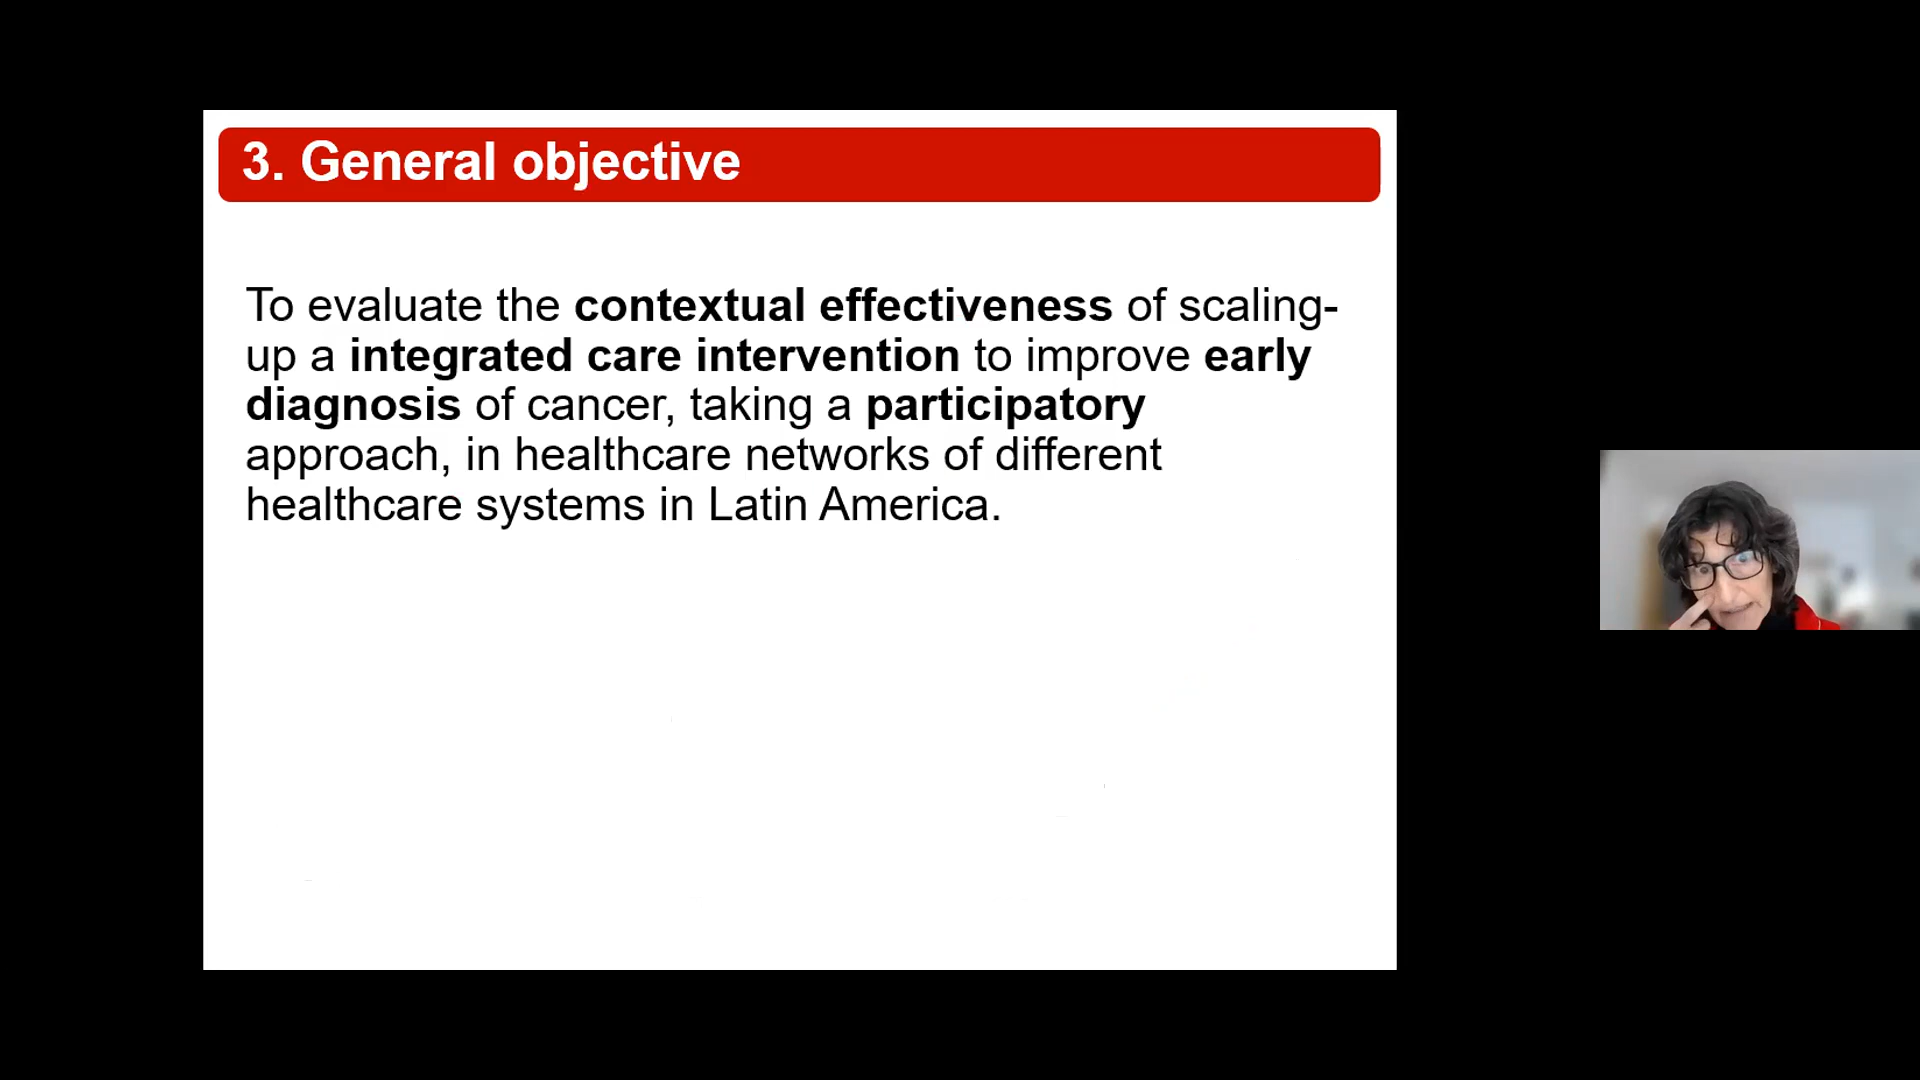 3. General objective
To evaluate the contextual effectiveness of scaling-
up a integrated care intervention to improve early
diagnosis of cancer, taking a participatory
approach, in healthcare networks of different
healthcare systems in Latin America.